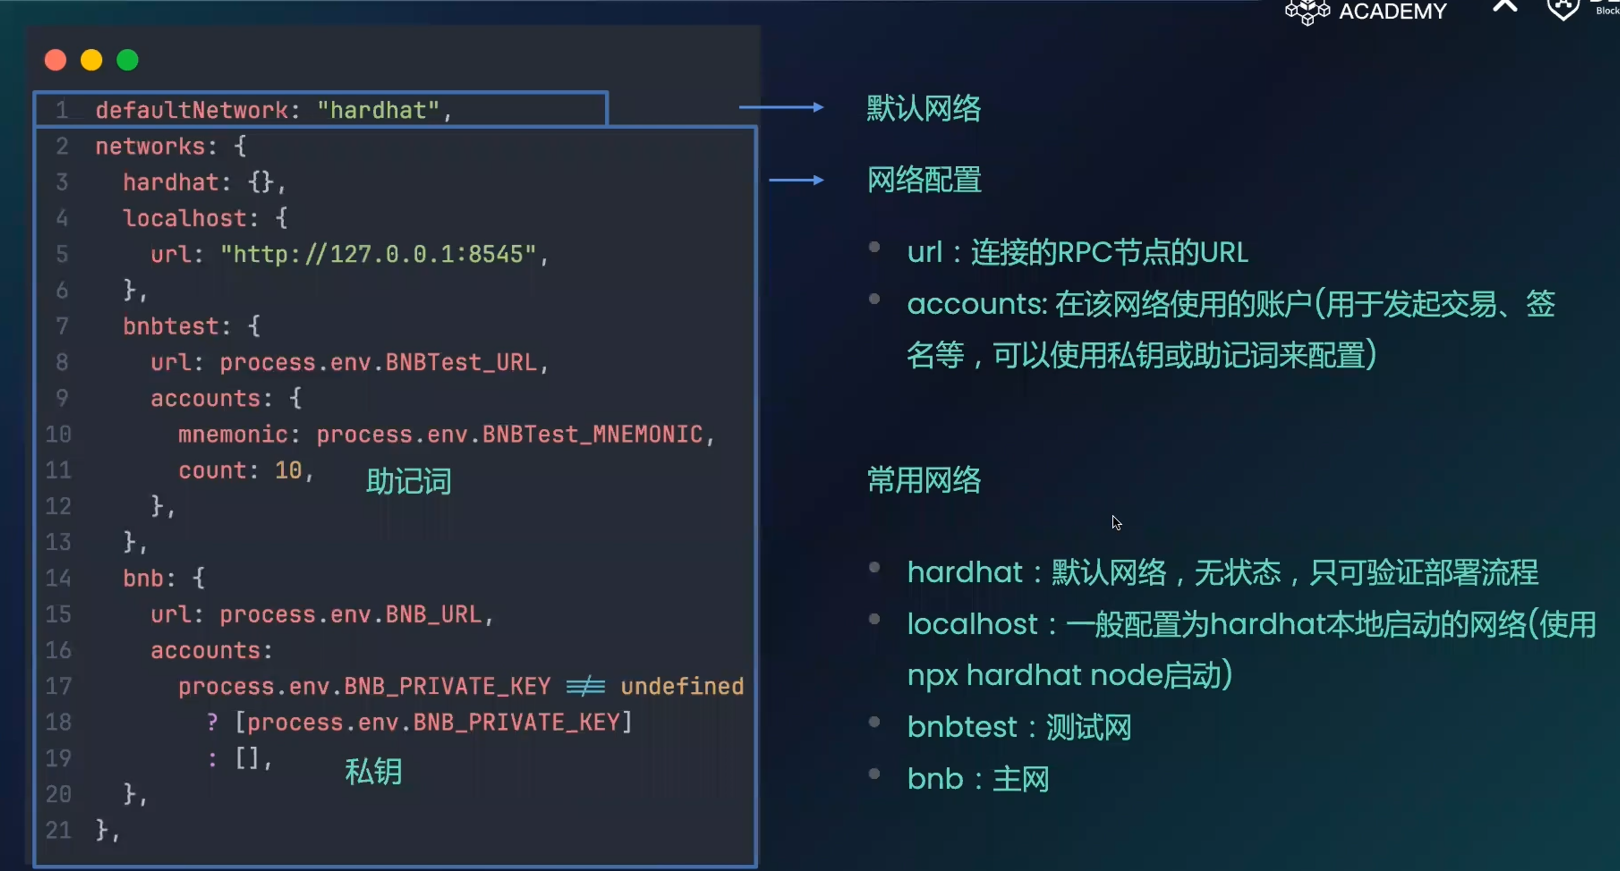 ACADEMY
Block
1 defaultNetwork: "hardhat",
2 networks: {
3 hardhat: {},
4 localhost: {
5 url: "http://127.0.0.1:8545",
6 },
7 bnbtest: {
8 url: process.env.BNBTest_URL,
9 accounts: {
10 mnemonic: process.env.BNBTest_MNEMONIC,
11 count: 10,
助记词
12 },
13 },
14 bnb: {
15 url: process.env.BNB_URL,
16 accounts:
17 process.env.BNB_PRIVATE_KEY !== undefined
18 ? [process.env.BNB_PRIVATE_KEY]
19 : [],
私钥
20 },
21 },
默认网络
网络配置
url：连接的RPC节点的URL
accounts: 在该网络使用的账户(用于发起交易、签
名等，可以使用私钥或助记词来配置)
常用网络
hardhat：默认网络，无状态，只可验证部署流程
localhost：一般配置为hardhat本地启动的网络(使用
npx hardhat node启动)
bnbtest：测试网
bnb：主网